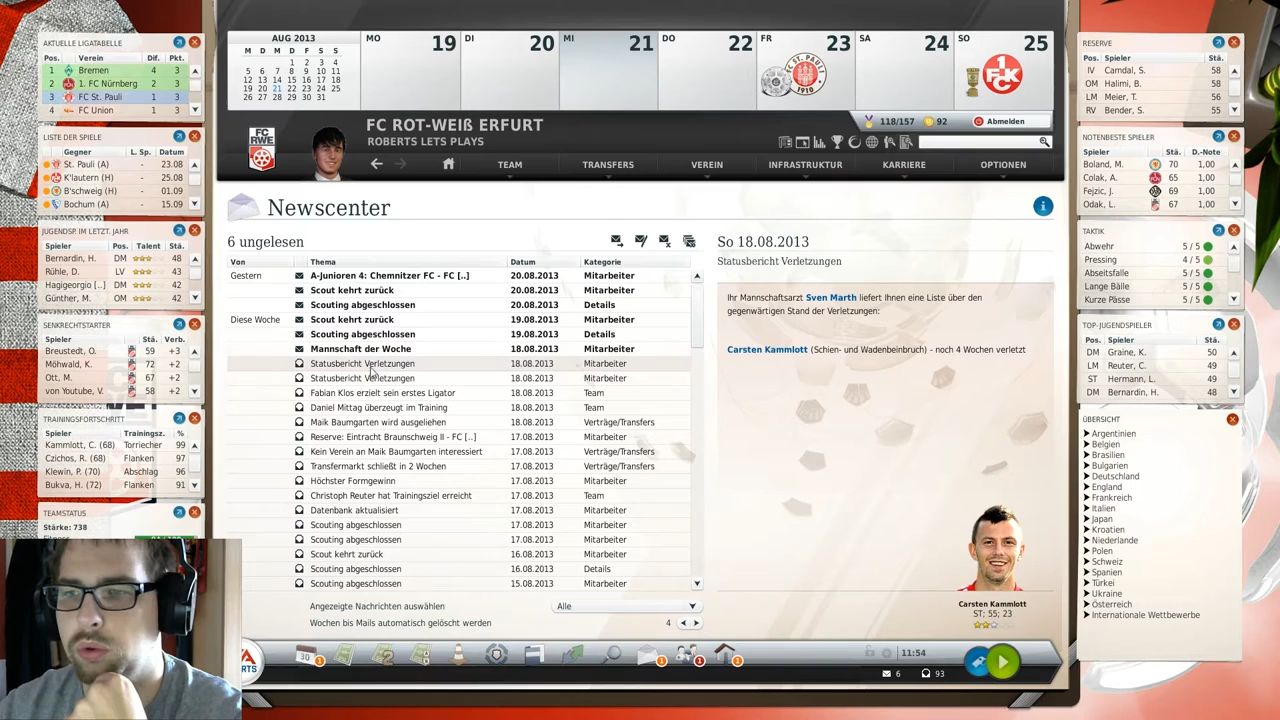 AKTUELLE LIGATABELLE
Pos. Verein Dif. Pkt.
1 Bremen 4 3
2 1. FC Nürnberg 2 3
3 FC St. Pauli 1 3
4 FC Union 1 3
LISTE DER SPIELE
Gegner L. Sp. Datum
St. Pauli (A) - 23.08
K'lautern (H) - 25.08
B'schweig (H) - 01.09
Bochum (A) - 15.09
JUGENDSP. IM LETZT. JAHR
Spieler Pos. Talent Stä.
Bernardin, H. DM 48
Rühle, D. LV 43
Hagigeorgio [..] DM 42
Günther, M. OM 42
SENKRECHTSTARTER
Spieler Stä. Verb.
Breustedt, O. 59 +3
Möhwald, K. 72 +2
Ott, M. 67 +2
von Youtube, V. 58 +2
TRAININGSFORTSCHRITT
Spieler Trainingsz. %
Kammlott, C. (68) Torriecher 99
Czichos, R. (68) Flanken 97
Klewin, P. (70) Abschlag 96
Bukva, H. (72) Flanken 91
TEAMSTATUS
Stärke: 738
AUG 2013
M D M D F S S
1 2 3 4
5 6 7 8 9 10 11
12 13 14 15 16 17 18
19 20 21 22 23 24 25
26 27 28 29 30 31
MO 19 DI 20 MI 21 DO 22 FR 23 SA 24 SO 25
FC ST. PAULI
1910
1.
FCK
FC
RWE
FC ROT-WEIß ERFURT
ROBERTS LETS PLAYS
118/157 92 Abmelden
TEAM TRANSFERS VEREIN INFRASTRUKTUR KARRIERE OPTIONEN
Newscenter
6 ungelesen
Von Thema Datum Kategorie
Gestern A-Junioren 4: Chemnitzer FC - FC [..] 20.08.2013 Mitarbeiter
Scout kehrt zurück 20.08.2013 Mitarbeiter
Scouting abgeschlossen 20.08.2013 Details
Diese Woche Scout kehrt zurück 19.08.2013 Mitarbeiter
Scouting abgeschlossen 19.08.2013 Details
Mannschaft der Woche 18.08.2013 Mitarbeiter
Statusbericht Verletzungen 18.08.2013 Mitarbeiter
Statusbericht Verletzungen 18.08.2013 Mitarbeiter
Fabian Klos erzielt sein erstes Ligator 18.08.2013 Team
Daniel Mittag überzeugt im Training 18.08.2013 Team
Maik Baumgarten wird ausgeliehen 18.08.2013 Verträge/Transfers
Reserve: Eintracht Braunschweig II - FC [..] 17.08.2013 Mitarbeiter
Kein Verein an Maik Baumgarten interessiert 17.08.2013 Verträge/Transfers
Transfermarkt schließt in 2 Wochen 17.08.2013 Verträge/Transfers
Höchster Formgewinn 17.08.2013 Mitarbeiter
Christoph Reuter hat Trainingsziel erreicht 17.08.2013 Team
Datenbank aktualisiert 17.08.2013 Mitarbeiter
Scouting abgeschlossen 17.08.2013 Mitarbeiter
Scouting abgeschlossen 17.08.2013 Mitarbeiter
Scout kehrt zurück 16.08.2013 Mitarbeiter
Scouting abgeschlossen 16.08.2013 Details
Scouting abgeschlossen 15.08.2013 Mitarbeiter
Angezeigte Nachrichten auswählen Alle
Wochen bis Mails automatisch gelöscht werden 4
So 18.08.2013
Statusbericht Verletzungen
Ihr Mannschaftsarzt Sven Marth liefert Ihnen eine Liste über den
gegenwärtigen Stand der Verletzungen:
Carsten Kammlott (Schien- und Wadenbeinbruch) - noch 4 Wochen verletzt
Carsten Kammlott
ST; 55; 23
EA
SPORTS
30 1 2 1 1 1
11:54
6 93
RESERVE
Pos. Spieler Stä.
IV Camdal, S. 58
OM Halimi, B. 58
LM Meier, T. 56
RV Bender, S. 55
NOTENBESTE SPIELER
Spieler Stä. D.-Note
Boland, M. 70 1,00
Colak, A. 65 1,00
Fejzic, J. 69 1,00
Odak, L. 67 1,00
TAKTIK
Abwehr 5 / 5
Pressing 4 / 5
Abseitsfalle 5 / 5
Lange Bälle 5 / 5
Kurze Pässe 5 / 5
TOP-JUGENDSPIELER
DM Graine, K. 50
LM Reuter, C. 49
ST Hermann, L. 49
DM Bernardin, H. 48
ÜBERSICHT
Argentinien
Belgien
Brasilien
Bulgarien
Deutschland
England
Frankreich
Italien
Japan
Kroatien
Niederlande
Polen
Schweiz
Spanien
Türkei
Ukraine
Österreich
Internationale Wettbewerbe